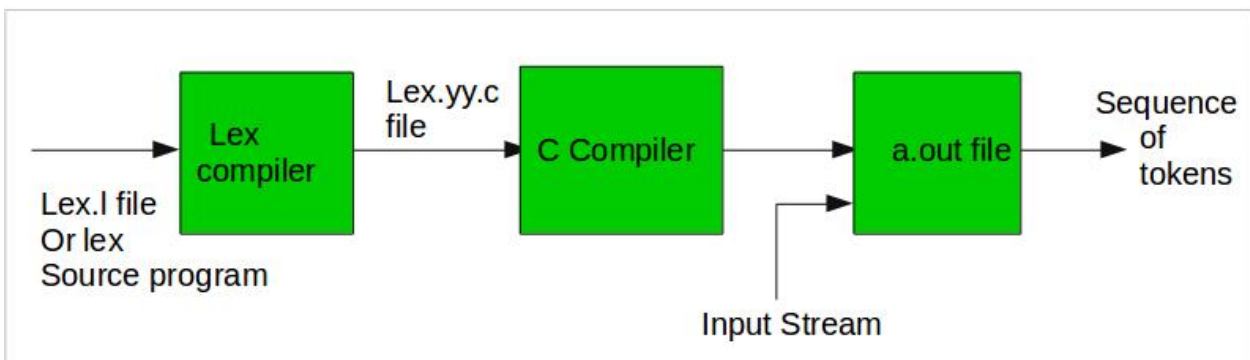 Lex.l file
Or lex
Source program
Lex
compiler
Lex.yy.c
file
C Compiler
a.out file
Input Stream
Sequence
of
tokens